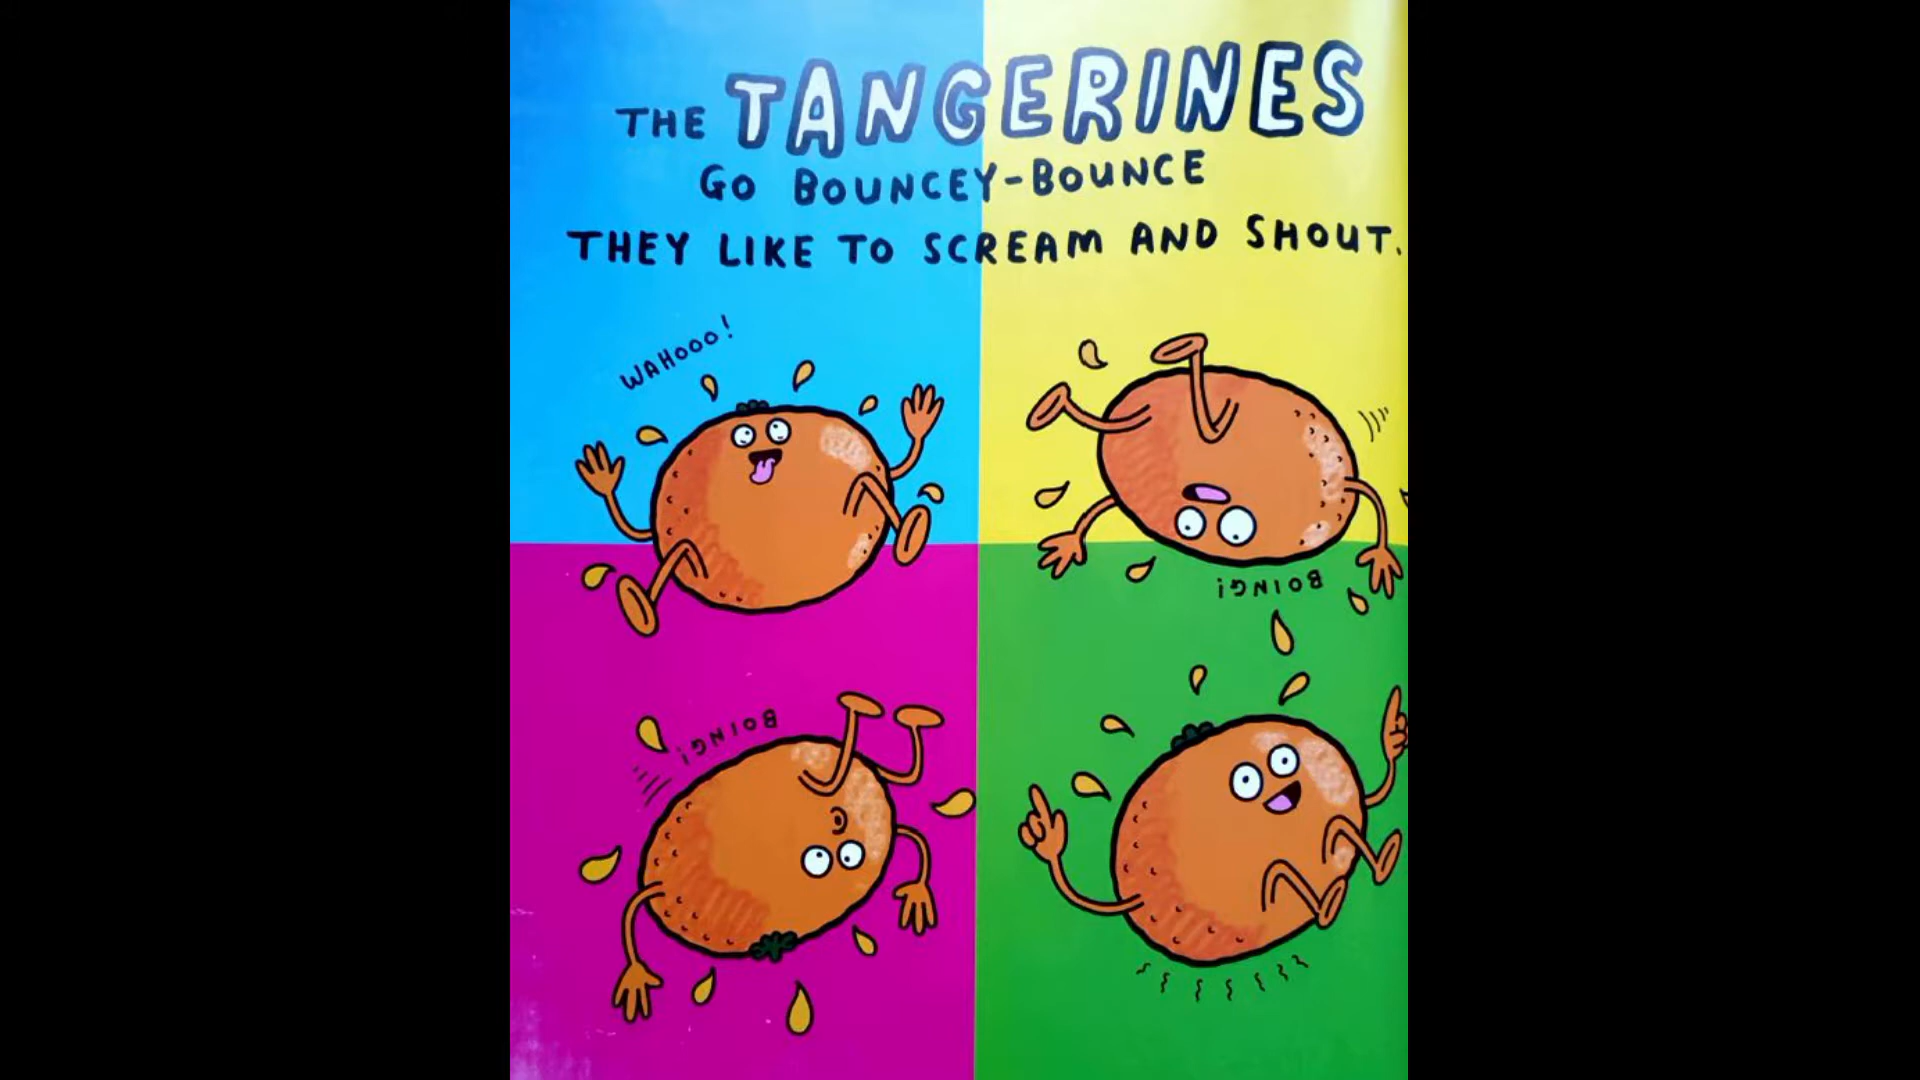 THE TANGERINES
GO BOUNCEY-BOUNCE
THEY LIKE TO SCREAM AND SHOUT.
WAHOOO!
BOING!
BOING!